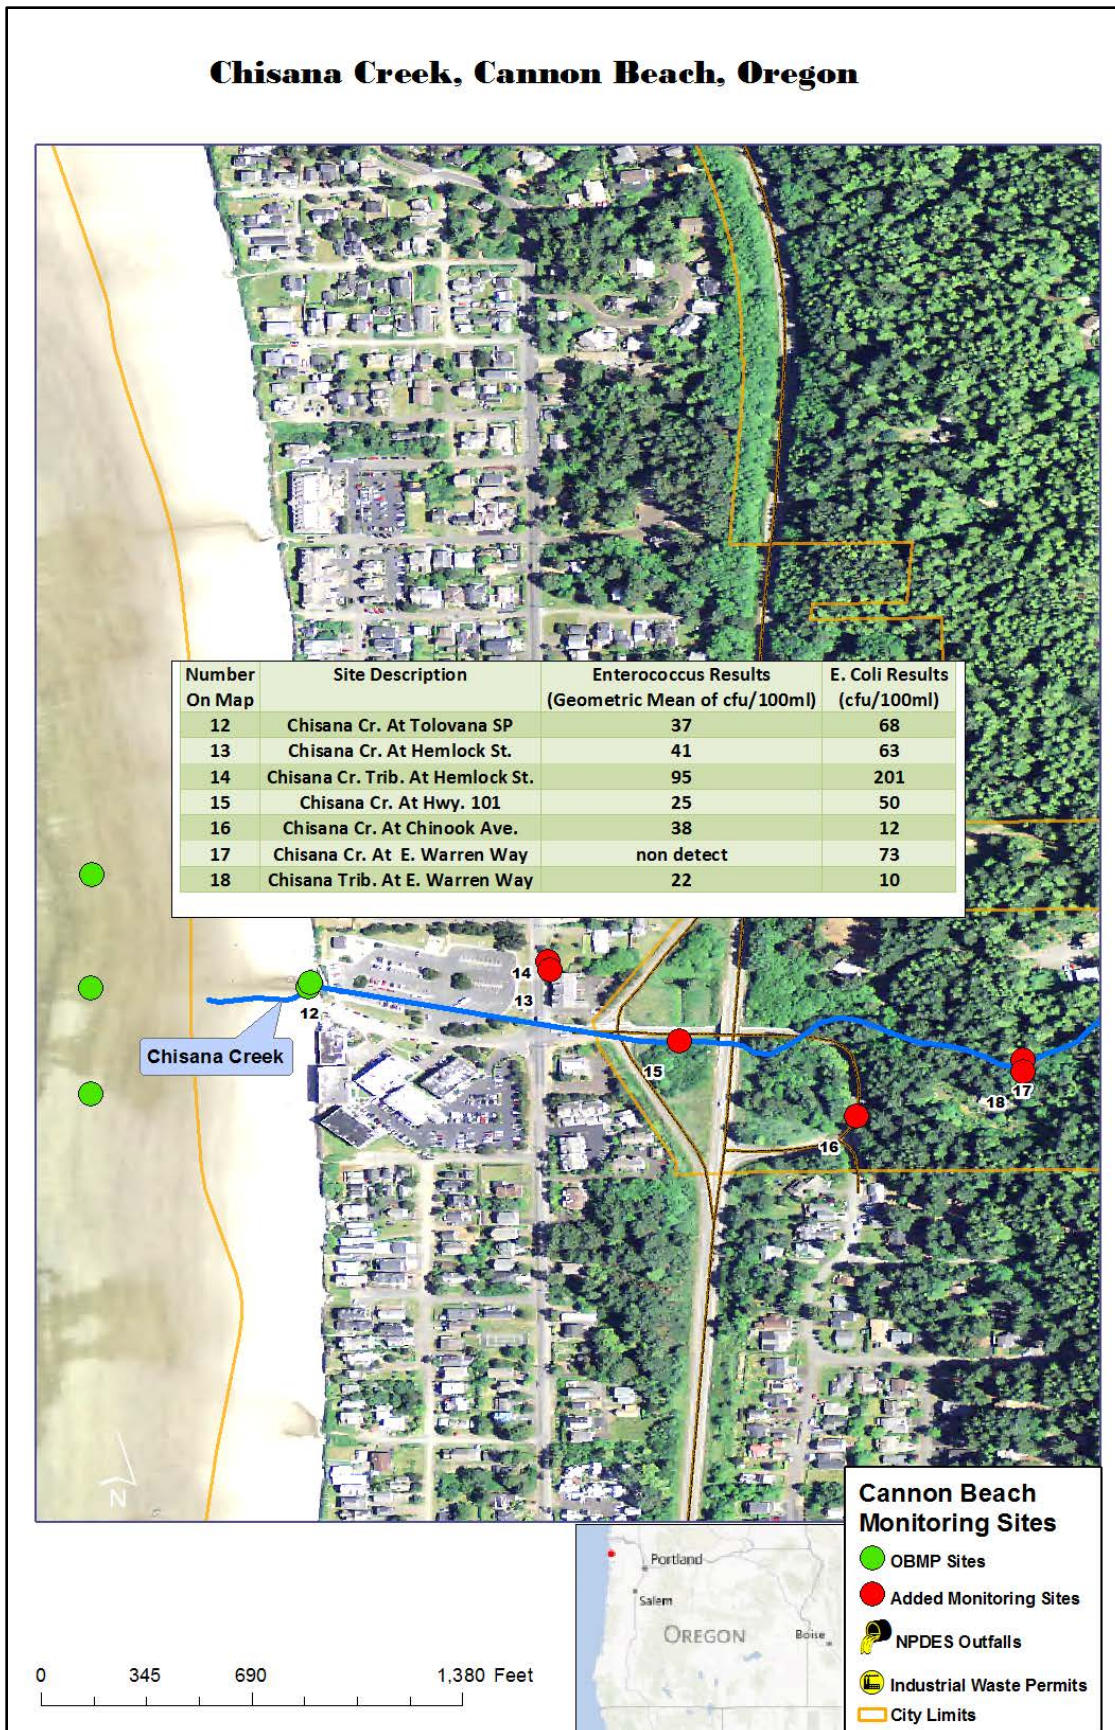 Chisana Creek, Cannon Beach, Oregon
Number Site Description Enterococcus Results E. Coli Results
On Map (Geometric Mean of cfu/100ml) (cfu/100ml)
12 Chisana Cr. At Tolovana SP 37 68
13 Chisana Cr. At Hemlock St. 41 63
14 Chisana Cr. Trib. At Hemlock St. 95 201
15 Chisana Cr. At Hwy. 101 25 50
16 Chisana Cr. At Chinook Ave. 38 12
17 Chisana Cr. At E. Warren Way non detect 73
18 Chisana Trib. At E. Warren Way 22 10
14
13
12
Chisana Creek
15
17
18
16
N
Cannon Beach
Monitoring Sites
OBMP Sites
Added Monitoring Sites
NPDES Outfalls
Industrial Waste Permits
City Limits
Portland
Salem
OREGON
Boise
0 345 690 1,380 Feet